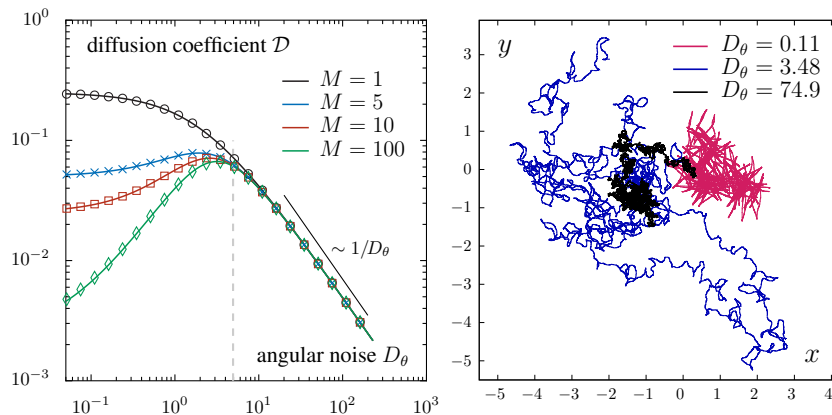 diffusion coefficient 𝒟
M = 1
M = 5
M = 10
M = 100
∼ 1/D_θ
angular noise D_θ
10^0
10^−1
10^−2
10^−3
10^−1
10^0
10^1
10^2
10^3
y
D_θ = 0.11
D_θ = 3.48
D_θ = 74.9
x
3
2
1
0
−1
−2
−3
−4
−5
−5 −4 −3 −2 −1 0 1 2 3 4